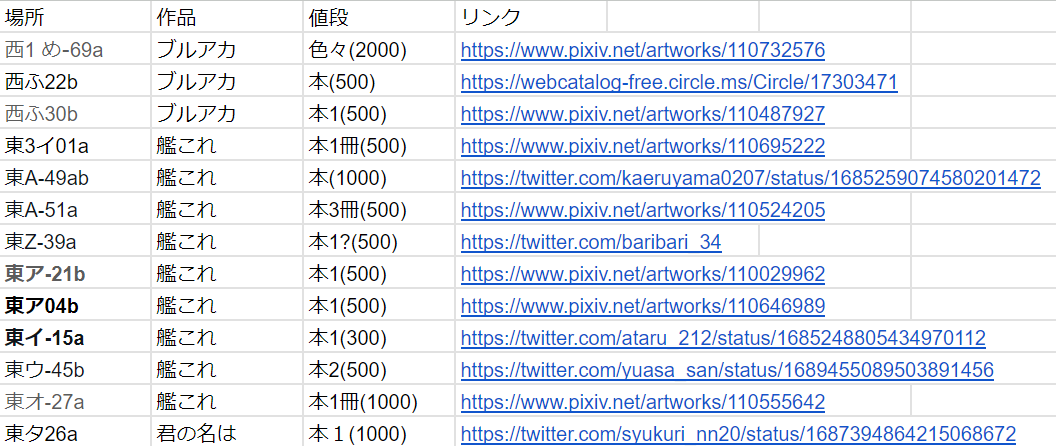 場所 作品 値段 リンク
西1 め-69a ブルアカ 色々(2000) https://www.pixiv.net/artworks/110732576
西ふ22b ブルアカ 本(500) https://webcatalog-free.circle.ms/Circle/17303471
西ふ30b ブルアカ 本1(500) https://www.pixiv.net/artworks/110487927
東3イ01a 艦これ 本1冊(500) https://www.pixiv.net/artworks/110695222
東A-49ab 艦これ 本(1000) https://twitter.com/kaeruyama0207/status/1685259074580201472
東A-51a 艦これ 本3冊(500) https://www.pixiv.net/artworks/110524205
東Z-39a 艦これ 本1?(500) https://twitter.com/baribari_34
東ア-21b 艦これ 本1(500) https://www.pixiv.net/artworks/110029962
東ア04b 艦これ 本1(500) https://www.pixiv.net/artworks/110646989
東イ-15a 艦これ 本1(300) https://twitter.com/ataru_212/status/1685248805434970112
東ウ-45b 艦これ 本2(500) https://twitter.com/yuasa_san/status/1689455089503891456
東オ-27a 艦これ 本1冊(1000) https://www.pixiv.net/artworks/110555642
東タ26a 君の名は 本１(1000) https://twitter.com/syukuri_nn20/status/1687394864215068672